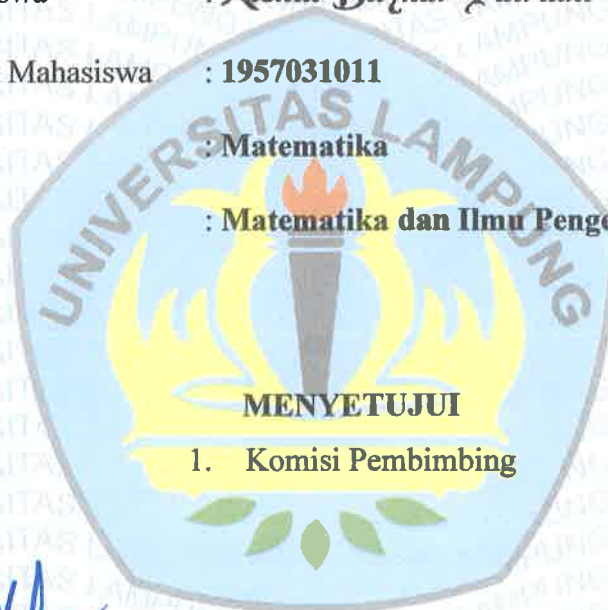 Mahasiswa : 1957031011
: Matematika
: Matematika dan Ilmu Penge
UNIVERSITAS LAMPUNG
MENYETUJUI
1. Komisi Pembimbing